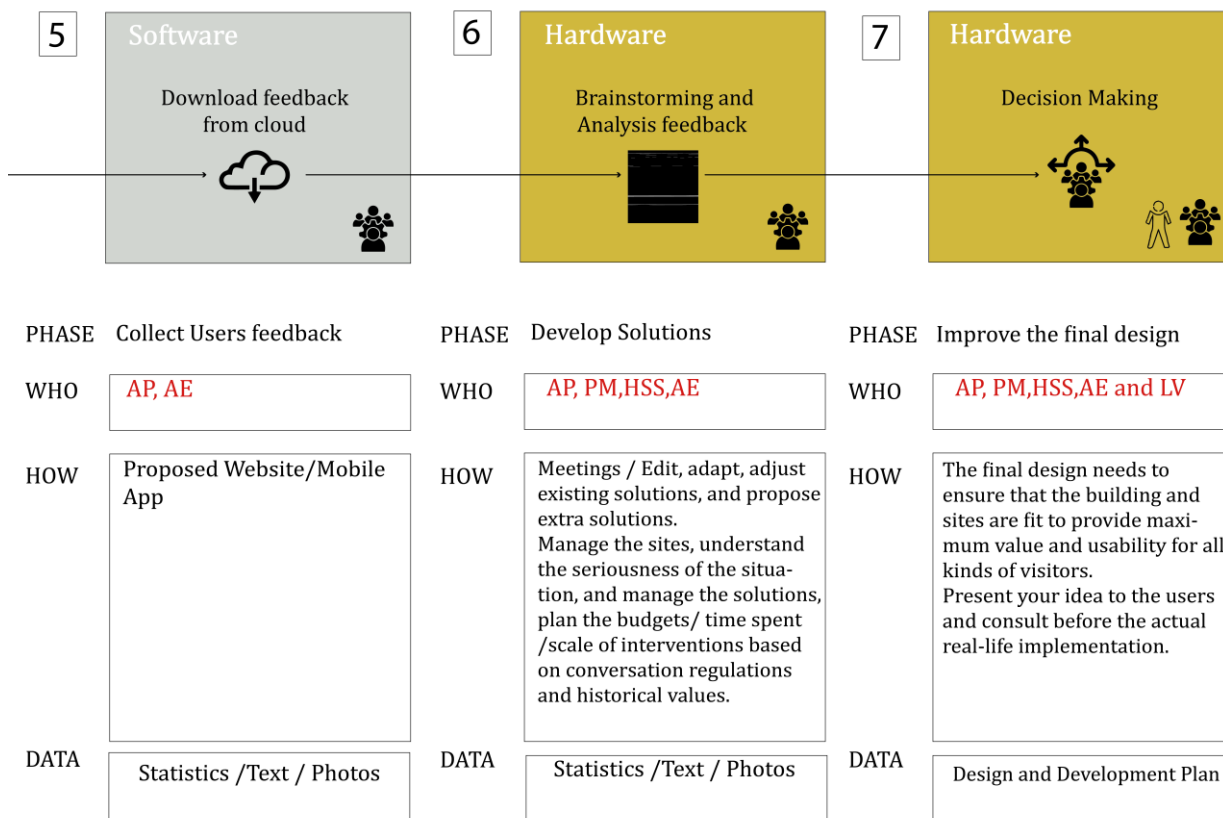 5
Software
Download feedback
from cloud
6
Hardware
Brainstorming and
Analysis feedback
7
Hardware
Decision Making
PHASE
Collect Users feedback
WHO
AP, AE
HOW
Proposed Website/Mobile
App
DATA
Statistics /Text / Photos
PHASE
Develop Solutions
WHO
AP, PM,HSS,AE
HOW
Meetings / Edit, adapt, adjust
existing solutions, and propose
extra solutions.
Manage the sites, understand
the seriousness of the situa-
tion, and manage the solutions,
plan the budgets/ time spent
/scale of interventions based
on conversation regulations
and historical values.
DATA
Statistics /Text / Photos
PHASE
Improve the final design
WHO
AP, PM,HSS,AE and LV
HOW
The final design needs to
ensure that the building and
sites are fit to provide maxi-
mum value and usability for all
kinds of visitors.
Present your idea to the users
and consult before the actual
real-life implementation.
DATA
Design and Development Plan